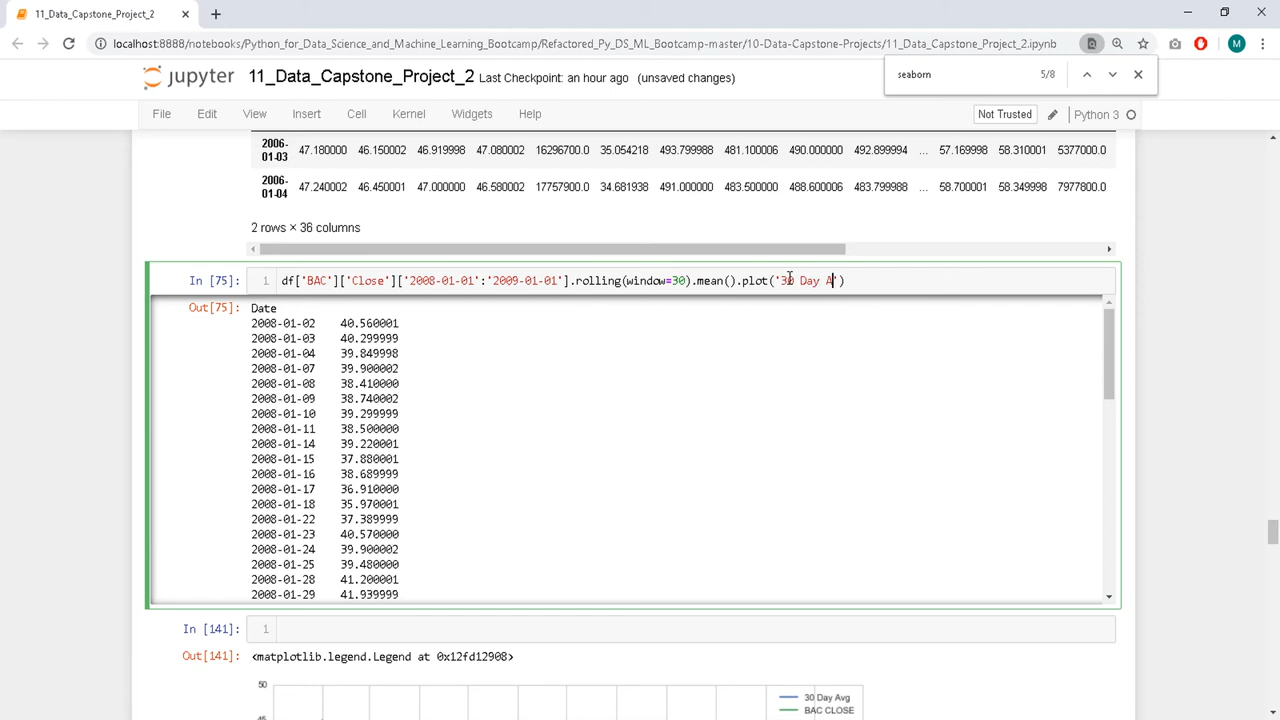 11_Data_Capstone_Project_2
localhost:8888/notebooks/Python_for_Data_Science_and_Machine_Learning_Bootcamp/Refactored_Py_DS_ML_Bootcamp-master/10-Data-Capstone-Projects/11_Data_Capstone_Project_2.ipynb
M
seaborn 5/8
jupyter 11_Data_Capstone_Project_2 Last Checkpoint: an hour ago (unsaved changes)
File Edit View Insert Cell Kernel Widgets Help Not Trusted Python 3
2006-
01-03 47.180000 46.150002 46.919998 47.080002 16296700.0 35.054218 493.799988 481.100006 490.000000 492.899994 ... 57.169998 58.310001 5377000.0
2006-
01-04 47.240002 46.450001 47.000000 46.580002 17757900.0 34.681938 491.000000 483.500000 488.600006 483.799988 ... 58.700001 58.349998 7977800.0
2 rows × 36 columns
In [75]: 1 df['BAC']['Close']['2008-01-01':'2009-01-01'].rolling(window=30).mean().plot('30 Day A')
Out[75]: Date
2008-01-02 40.560001
2008-01-03 40.299999
2008-01-04 39.849998
2008-01-07 39.900002
2008-01-08 38.410000
2008-01-09 38.740002
2008-01-10 39.299999
2008-01-11 38.500000
2008-01-14 39.220001
2008-01-15 37.880001
2008-01-16 38.689999
2008-01-17 36.910000
2008-01-18 35.970001
2008-01-22 37.389999
2008-01-23 40.570000
2008-01-24 39.900002
2008-01-25 39.480000
2008-01-28 41.200001
2008-01-29 41.939999
In [141]: 1
Out[141]: <matplotlib.legend.Legend at 0x12fd12908>
50
30 Day Avg
BAC CLOSE